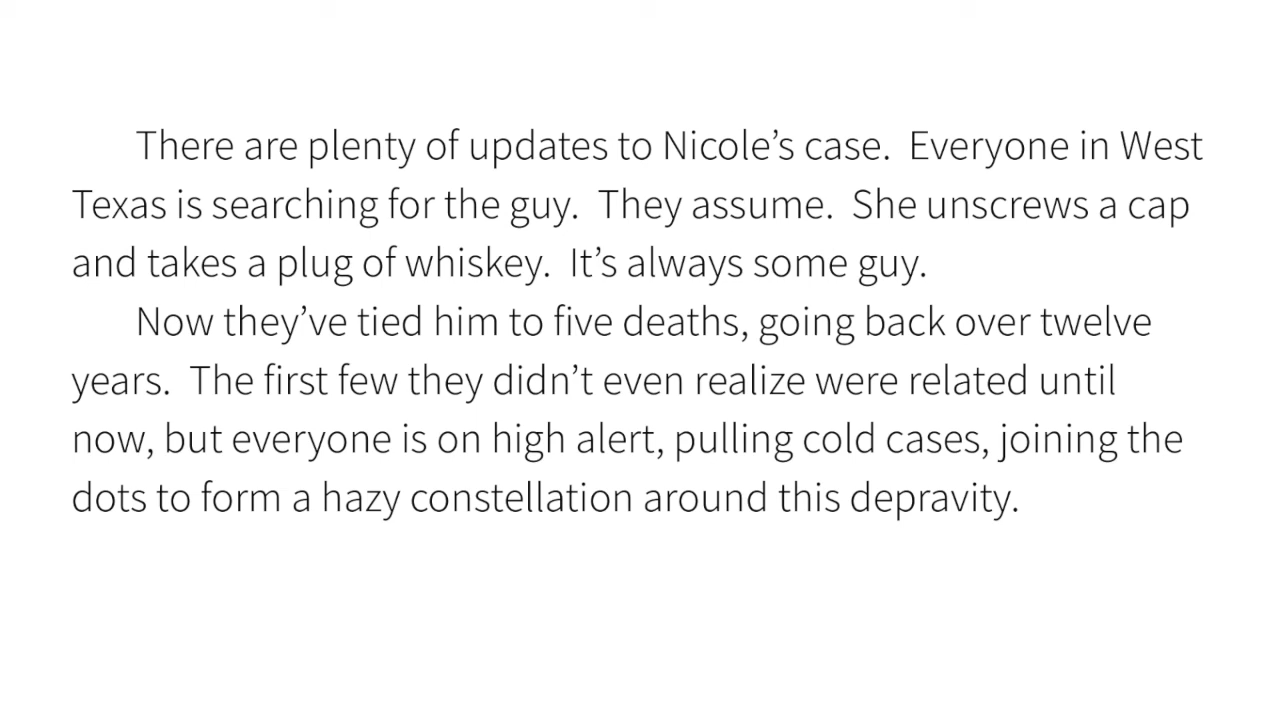 There are plenty of updates to Nicole’s case.  Everyone in West
Texas is searching for the guy.  They assume.  She unscrews a cap
and takes a plug of whiskey.  It’s always some guy.
Now they’ve tied him to five deaths, going back over twelve
years.  The first few they didn’t even realize were related until
now, but everyone is on high alert, pulling cold cases, joining the
dots to form a hazy constellation around this depravity.